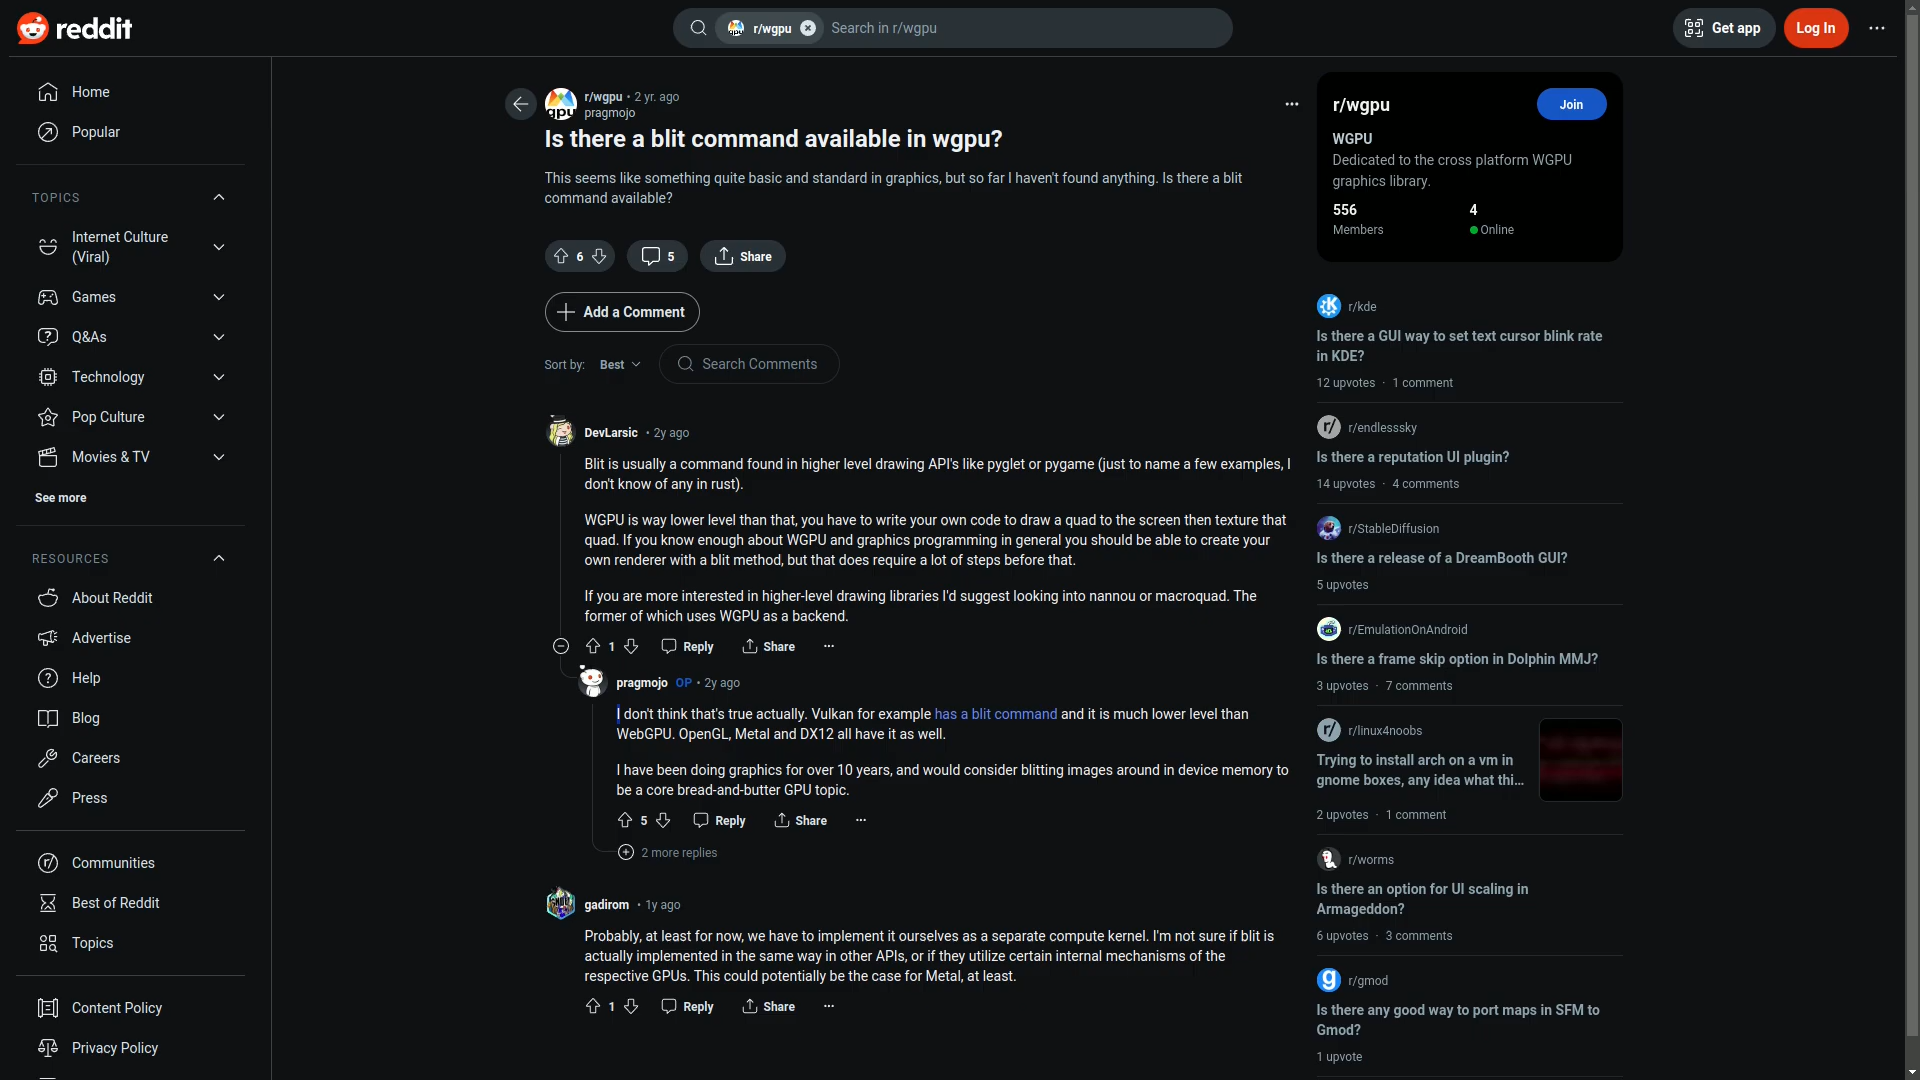 reddit
r/wgpu
Search in r/wgpu
Get app
Log In
Home
Popular
TOPICS
Internet Culture
(Viral)
Games
Q&As
Technology
Pop Culture
Movies & TV
See more
RESOURCES
About Reddit
Advertise
Help
Blog
Careers
Press
Communities
Best of Reddit
Topics
Content Policy
Privacy Policy
r/wgpu • 2 yr. ago
pragmojo
Is there a blit command available in wgpu?
This seems like something quite basic and standard in graphics, but so far I haven't found anything. Is there a blit
command available?
6
5
Share
Add a Comment
Sort by: Best
Search Comments
DevLarsic • 2y ago
Blit is usually a command found in higher level drawing API's like pyglet or pygame (just to name a few examples, I
don't know of any in rust).
WGPU is way lower level than that, you have to write your own code to draw a quad to the screen then texture that
quad. If you know enough about WGPU and graphics programming in general you should be able to create your
own renderer with a blit method, but that does require a lot of steps before that.
If you are more interested in higher-level drawing libraries I'd suggest looking into nannou or macroquad. The
former of which uses WGPU as a backend.
1 Reply Share
pragmojo OP • 2y ago
I don't think that's true actually. Vulkan for example has a blit command and it is much lower level than
WebGPU. OpenGL, Metal and DX12 all have it as well.
I have been doing graphics for over 10 years, and would consider blitting images around in device memory to
be a core bread-and-butter GPU topic.
5 Reply Share
2 more replies
gadirom • 1y ago
Probably, at least for now, we have to implement it ourselves as a separate compute kernel. I'm not sure if blit is
actually implemented in the same way in other APIs, or if they utilize certain internal mechanisms of the
respective GPUs. This could potentially be the case for Metal, at least.
1 Reply Share
r/wgpu
Join
WGPU
Dedicated to the cross platform WGPU
graphics library.
556
Members
4
Online
r/kde
Is there a GUI way to set text cursor blink rate
in KDE?
12 upvotes · 1 comment
r/endlesssky
Is there a reputation UI plugin?
14 upvotes · 4 comments
r/StableDiffusion
Is there a release of a DreamBooth GUI?
5 upvotes
r/EmulationOnAndroid
Is there a frame skip option in Dolphin MMJ?
3 upvotes · 7 comments
r/linux4noobs
Trying to install arch on a vm in
gnome boxes, any idea what thi...
2 upvotes · 1 comment
r/worms
Is there an option for UI scaling in
Armageddon?
6 upvotes · 3 comments
r/gmod
Is there any good way to port maps in SFM to
Gmod?
1 upvote